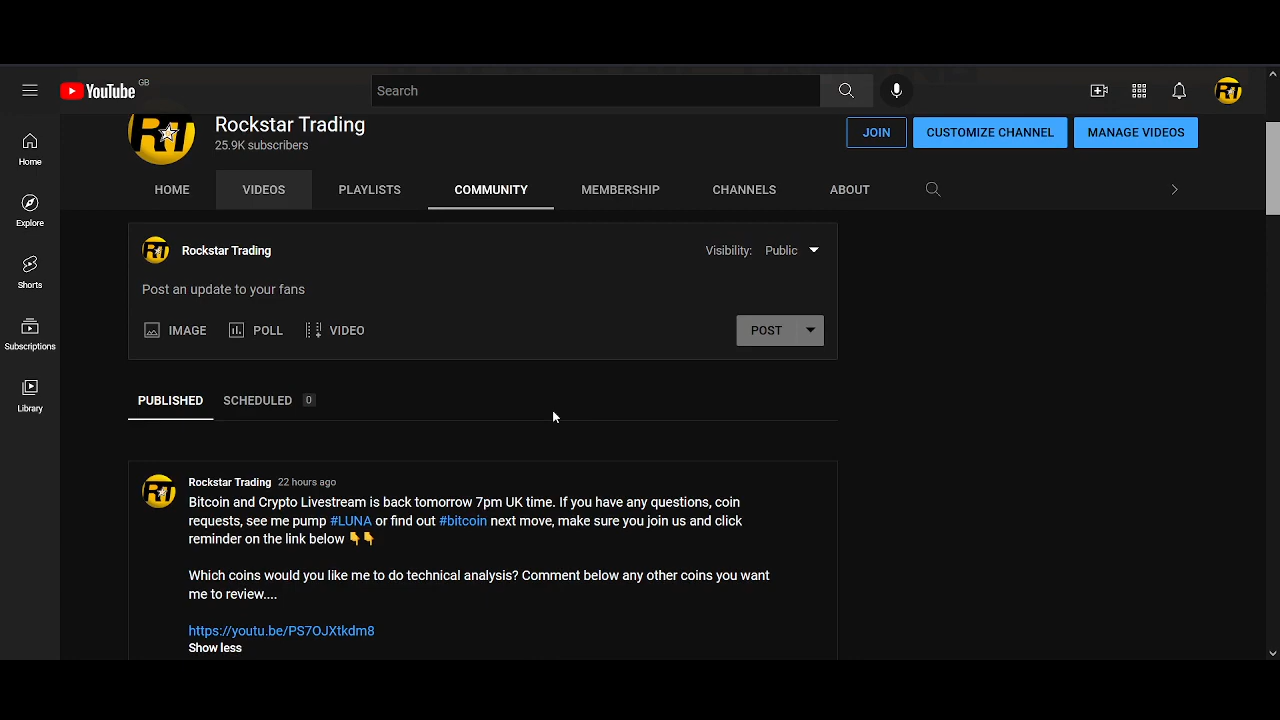 YouTube GB
Search
Rockstar Trading
25.9K subscribers
JOIN
CUSTOMIZE CHANNEL
MANAGE VIDEOS
HOME
VIDEOS
PLAYLISTS
COMMUNITY
MEMBERSHIP
CHANNELS
ABOUT
Home
Explore
Shorts
Subscriptions
Library
Rockstar Trading
Visibility: Public
Post an update to your fans
IMAGE
POLL
VIDEO
POST
PUBLISHED
SCHEDULED 0
Rockstar Trading 22 hours ago
Bitcoin and Crypto Livestream is back tomorrow 7pm UK time. If you have any questions, coin
requests, see me pump #LUNA or find out #bitcoin next move, make sure you join us and click
reminder on the link below 👇👇
Which coins would you like me to do technical analysis? Comment below any other coins you want
me to review....
https://youtu.be/PS7OJXtkdm8
Show less